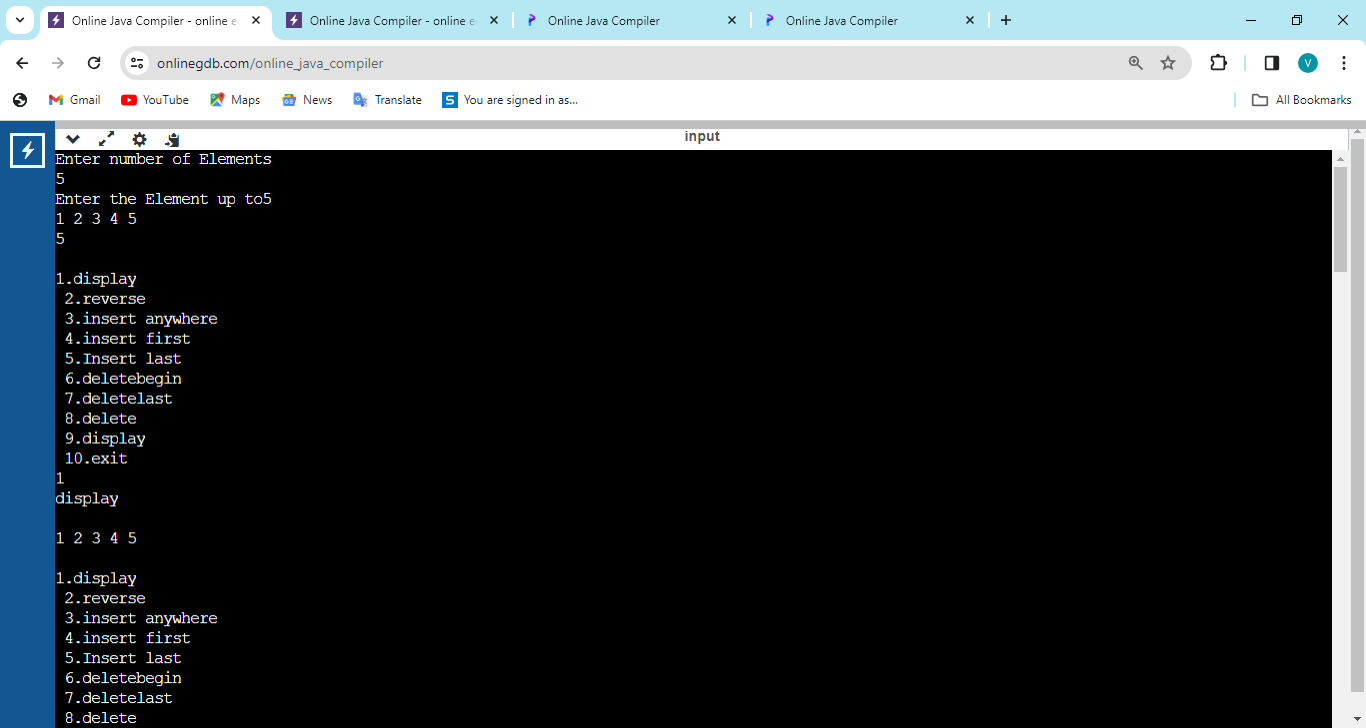 Online Java Compiler - online e
Online Java Compiler - online e
Online Java Compiler
Online Java Compiler
onlinegdb.com/online_java_compiler
V
Gmail
YouTube
Maps
News
Translate
S
You are signed in as...
All Bookmarks
input
Enter number of Elements
5
Enter the Element up to5
1 2 3 4 5
5
1.display
2.reverse
3.insert anywhere
4.insert first
5.Insert last
6.deletebegin
7.deletelast
8.delete
9.display
10.exit
1
display
1 2 3 4 5
1.display
2.reverse
3.insert anywhere
4.insert first
5.Insert last
6.deletebegin
7.deletelast
8.delete